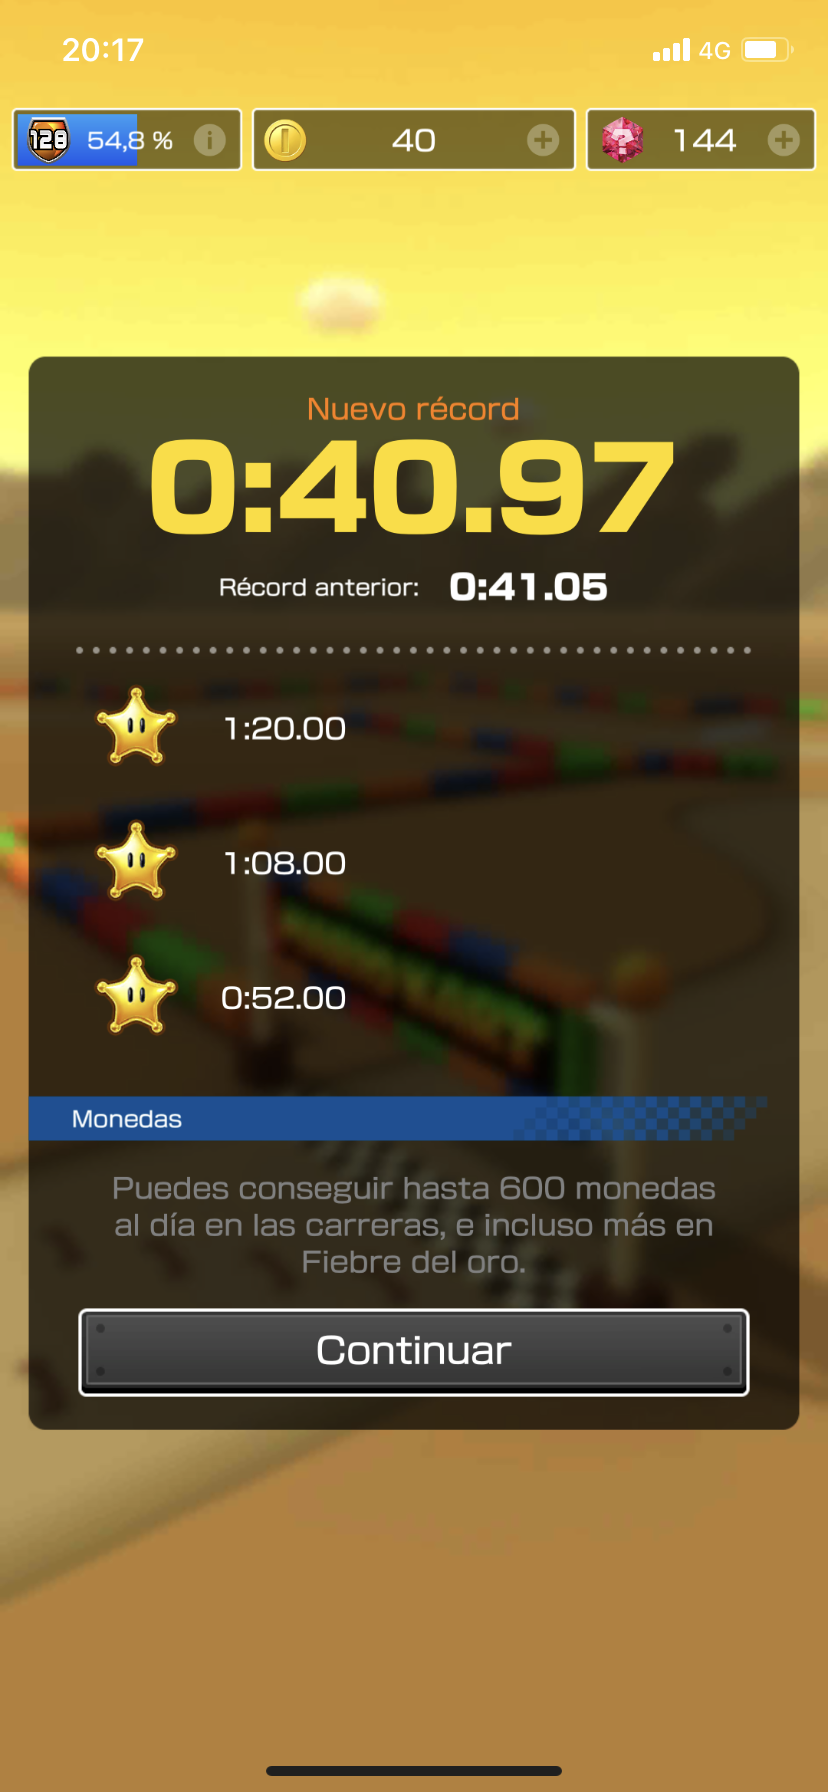 20:17
4G
128
54,8 %
40
144
Nuevo récord
0:40.97
Récord anterior: 0:41.05
1:20.00
1:08.00
0:52.00
Monedas
Puedes conseguir hasta 600 monedas
al día en las carreras, e incluso más en
Fiebre del oro.
Continuar